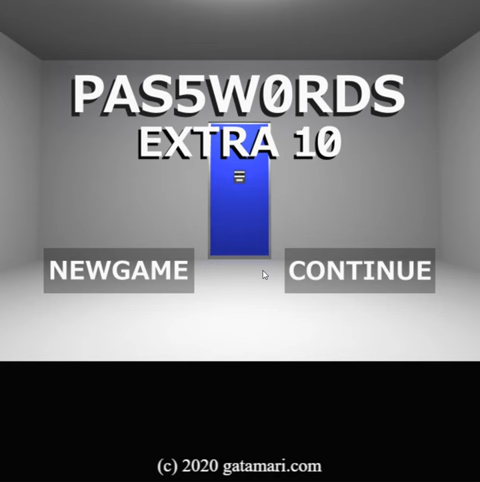 PAS5W0RDS
EXTRA 10
NEWGAME
CONTINUE
(c) 2020 gatamari.com